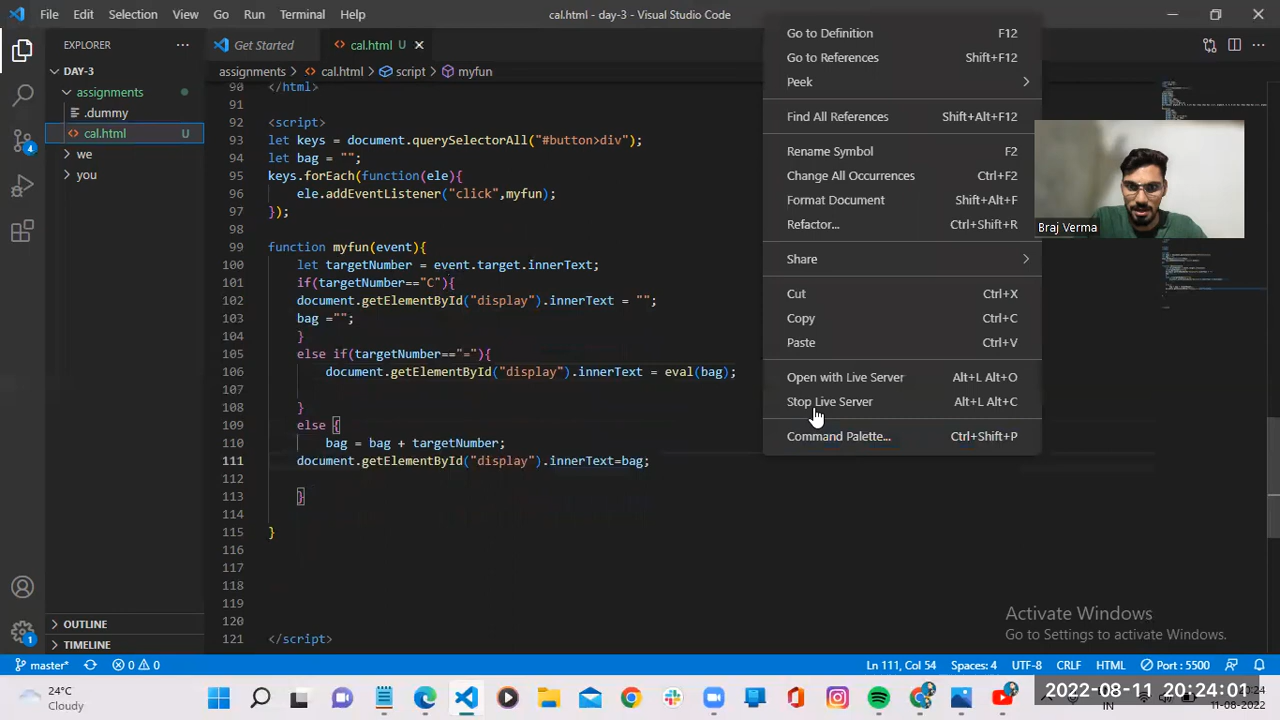 File Edit Selection View Go Run Terminal Help
cal.html - day-3 - Visual Studio Code
EXPLORER
DAY-3
assignments
.dummy
cal.html U
we
you
OUTLINE
TIMELINE
Get Started
cal.html U
assignments > cal.html > script > myfun
90 </html>
91
92 <script>
93 let keys = document.querySelectorAll("#button>div");
94 let bag = "";
95 keys.forEach(function(ele){
96 ele.addEventListener("click",myfun);
97 });
98
99 function myfun(event){
100 let targetNumber = event.target.innerText;
101 if(targetNumber=="C"){
102 document.getElementById("display").innerText = "";
103 bag ="";
104 }
105 else if(targetNumber=="="){
106 document.getElementById("display").innerText = eval(bag);
107
108 }
109 else {
110 bag = bag + targetNumber;
111 document.getElementById("display").innerText=bag;
112
113 }
114
115 }
116
117
118
119
120
121 </script>
Go to Definition F12
Go to References Shift+F12
Peek
Find All References Shift+Alt+F12
Rename Symbol F2
Change All Occurrences Ctrl+F2
Format Document Shift+Alt+F
Refactor... Ctrl+Shift+R
Share
Cut Ctrl+X
Copy Ctrl+C
Paste Ctrl+V
Open with Live Server Alt+L Alt+O
Stop Live Server Alt+L Alt+C
Command Palette... Ctrl+Shift+P
Braj Verma
Activate Windows
Go to Settings to activate Windows.
4
1
master* 0 0
Ln 111, Col 54 Spaces: 4 UTF-8 CRLF HTML Port : 5500
24°C
Cloudy
IN
2022-08-11 20:24:01
20:24
11-08-2022